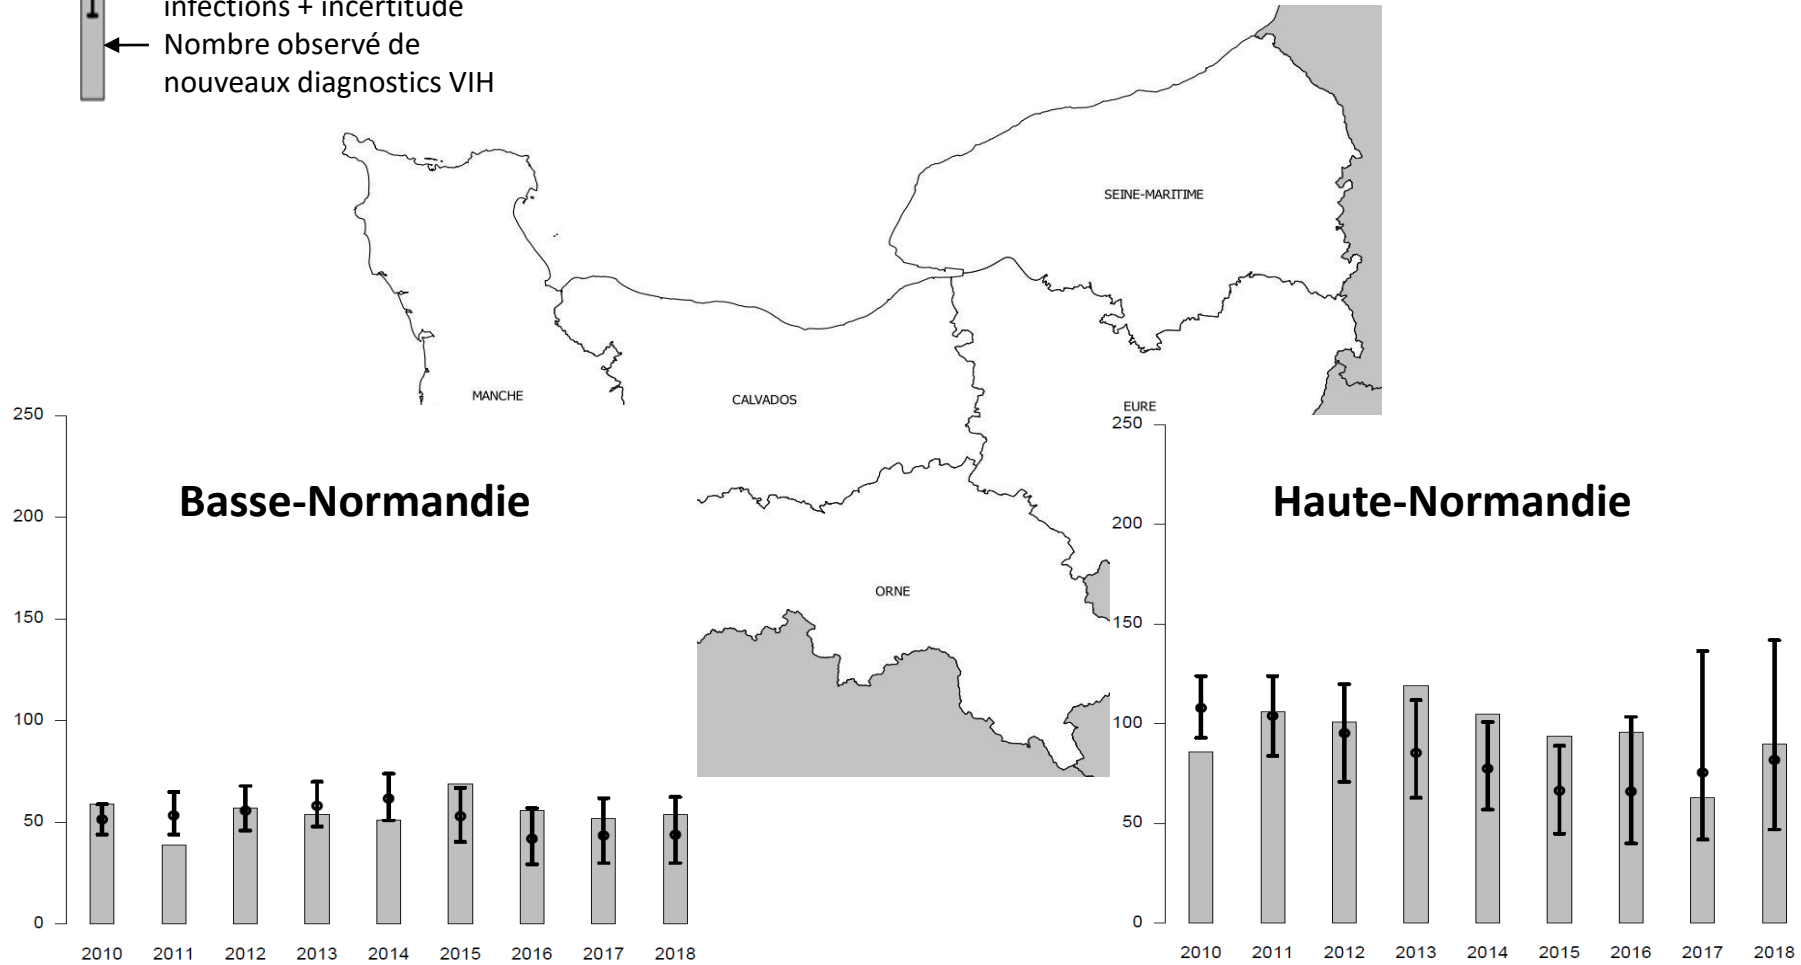 infections + incertitude
Nombre observé de
nouveaux diagnostics VIH
SEINE-MARITIME
MANCHE
CALVADOS
EURE
ORNE
Basse-Normandie
250
200
150
100
50
0
2010 2011 2012 2013 2014 2015 2016 2017 2018
Haute-Normandie
250
200
150
100
50
0
2010 2011 2012 2013 2014 2015 2016 2017 2018